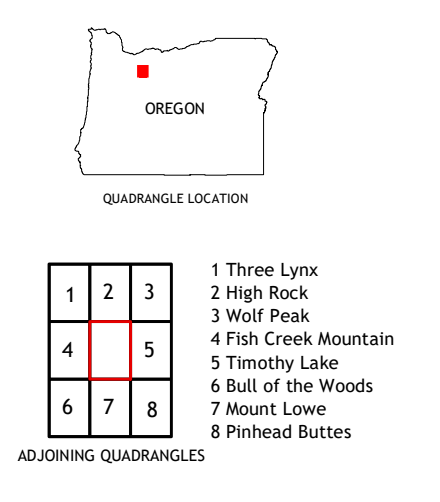 OREGON
QUADRANGLE LOCATION
1 2 3
4 5
6 7 8
ADJOINING QUADRANGLES
1 Three Lynx
2 High Rock
3 Wolf Peak
4 Fish Creek Mountain
5 Timothy Lake
6 Bull of the Woods
7 Mount Lowe
8 Pinhead Buttes